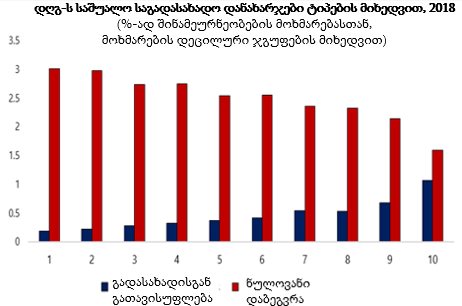 დღგ-ს საშუალო საგადასახადო დანახარჯები ტიპების მიხედვით, 2018
(%-ად შინამეურნეობების მოხმარებასთან,
მოხმარების დეცილური ჯგუფების მიხედვით)
3.5
3
2.5
2
1.5
1
0.5
0
1 2 3 4 5 6 7 8 9 10
გადასახადისგან
გათავისუფლება
ნულოვანი
დაბეგვრა